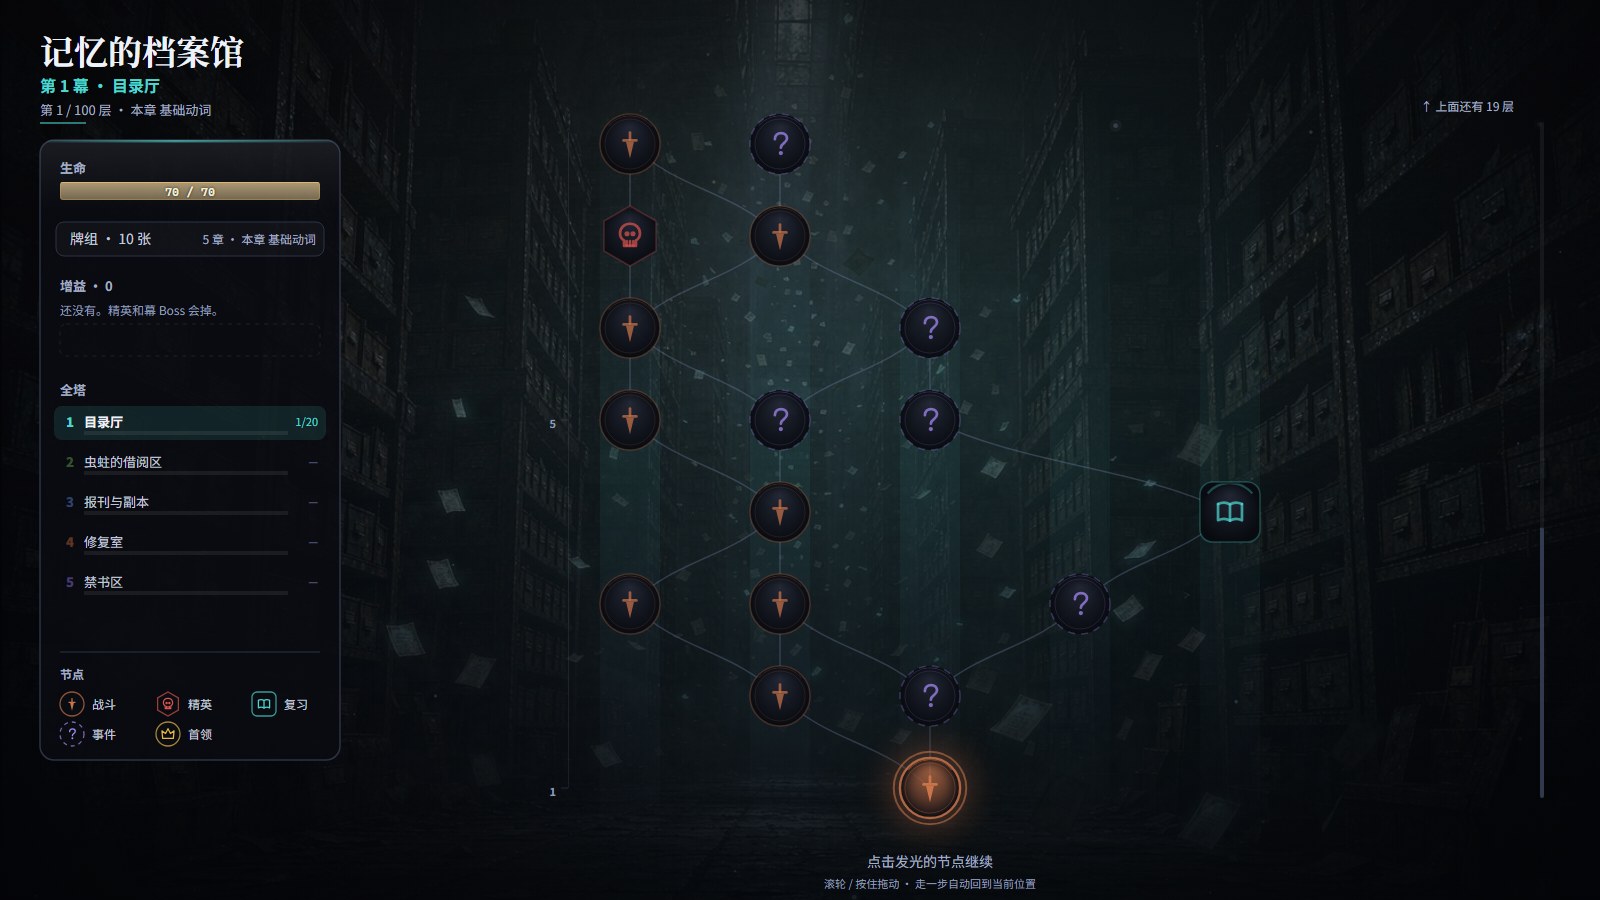 记忆的档案馆
第 1 幕 · 目录厅
第 1 / 100 层 · 本章 基础动词
↑ 上面还有 19 层
生命
70 / 70
牌组 · 10 张
5 章 · 本章 基础动词
增益 · 0
还没有。精英和幕 Boss 会掉。
全塔
1 目录厅 1/20
2 虫蛀的借阅区 —
3 报刊与副本 —
4 修复室 —
5 禁书区 —
节点
战斗 精英 复习
? 事件 首领
?
?
5 ? ?
?
?
1
点击发光的节点继续
滚轮 / 按住拖动 · 走一步自动回到当前位置